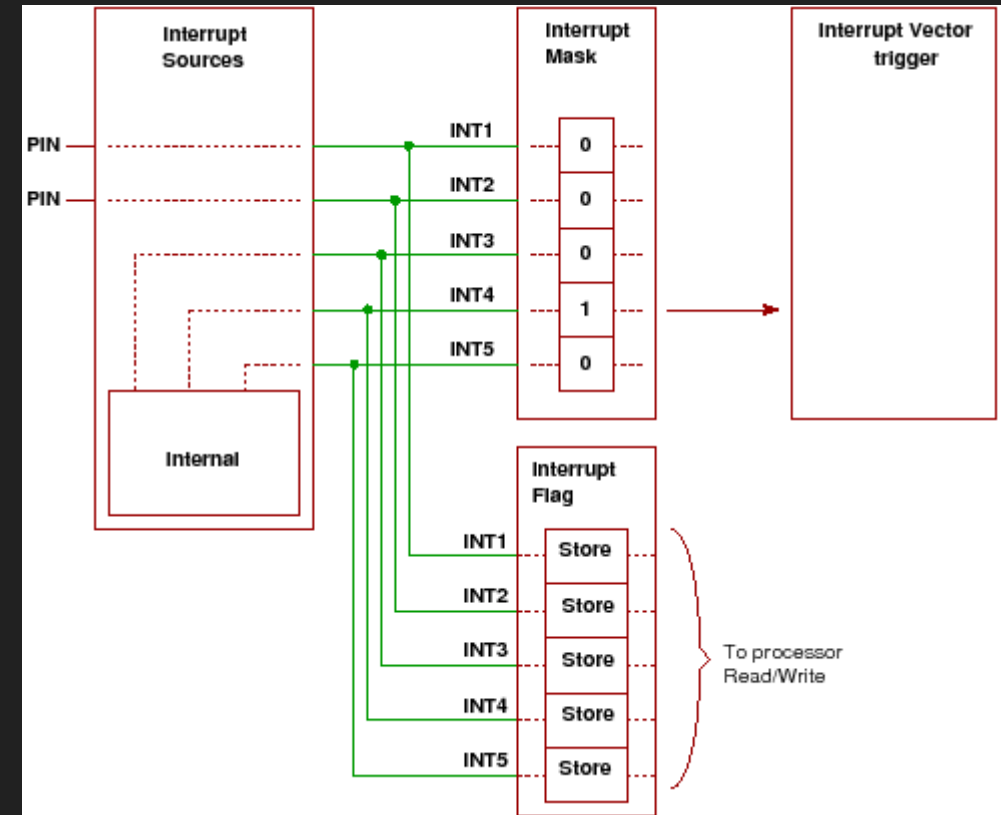 Interrupt
Sources
Interrupt
Mask
Interrupt Vector
trigger
PIN
INT1
0
PIN
INT2
0
INT3
0
INT4
1
INT5
0
Internal
Interrupt
Flag
INT1
Store
INT2
Store
INT3
Store
INT4
Store
INT5
Store
To processor
Read/Write